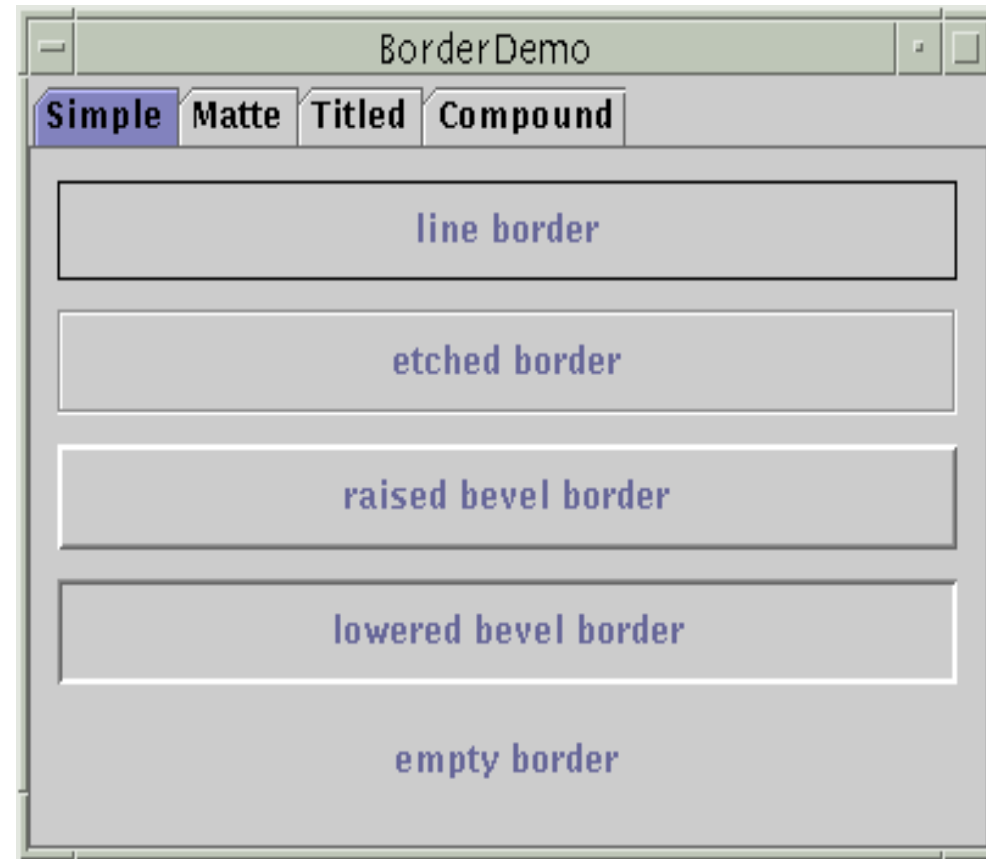 BorderDemo
Simple Matte Titled Compound
line border
etched border
raised bevel border
lowered bevel border
empty border